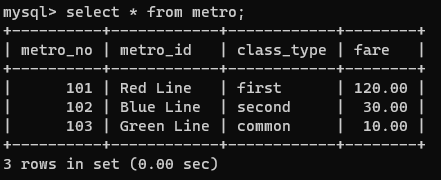 mysql> select * from metro;
+----------+------------+------------+--------+
| metro_no | metro_id   | class_type | fare   |
+----------+------------+------------+--------+
|      101 | Red Line   | first      | 120.00 |
|      102 | Blue Line  | second     |  30.00 |
|      103 | Green Line | common     |  10.00 |
+----------+------------+------------+--------+
3 rows in set (0.00 sec)